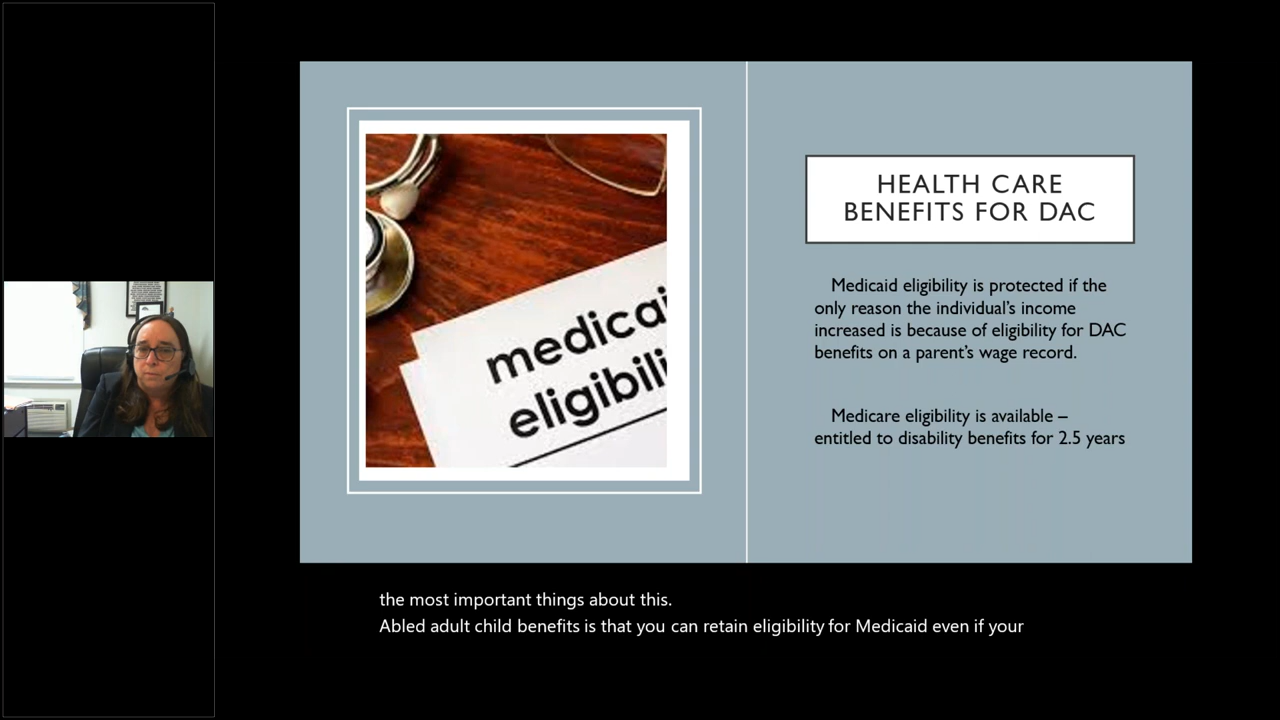 medicai
eligibili
HEALTH CARE
BENEFITS FOR DAC
Medicaid eligibility is protected if the
only reason the individual's income
increased is because of eligibility for DAC
benefits on a parent's wage record.
Medicare eligibility is available –
entitled to disability benefits for 2.5 years
the most important things about this.
Abled adult child benefits is that you can retain eligibility for Medicaid even if your